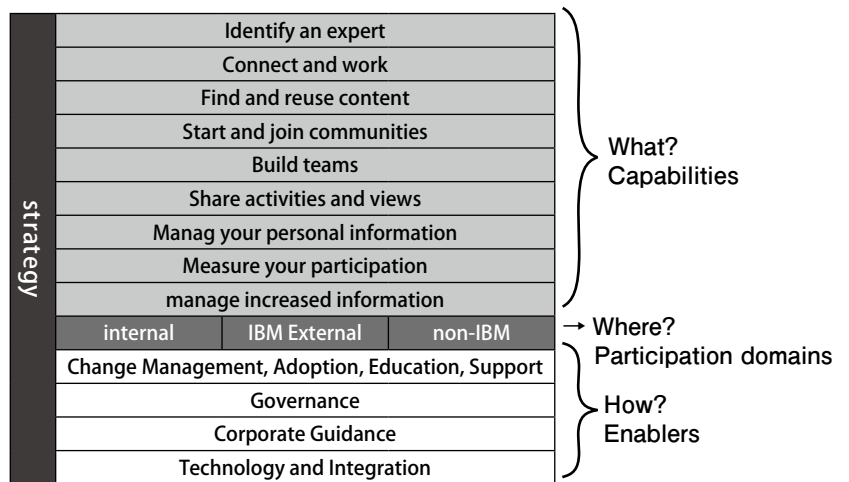 strategy
Identify an expert
Connect and work
Find and reuse content
Start and join communities
Build teams
Share activities and views
Manag your personal information
Measure your participation
manage increased information
What?
Capabilities
internal IBM External non-IBM
→ Where?
Participation domains
Change Management, Adoption, Education, Support
Governance
Corporate Guidance
Technology and Integration
How?
Enablers